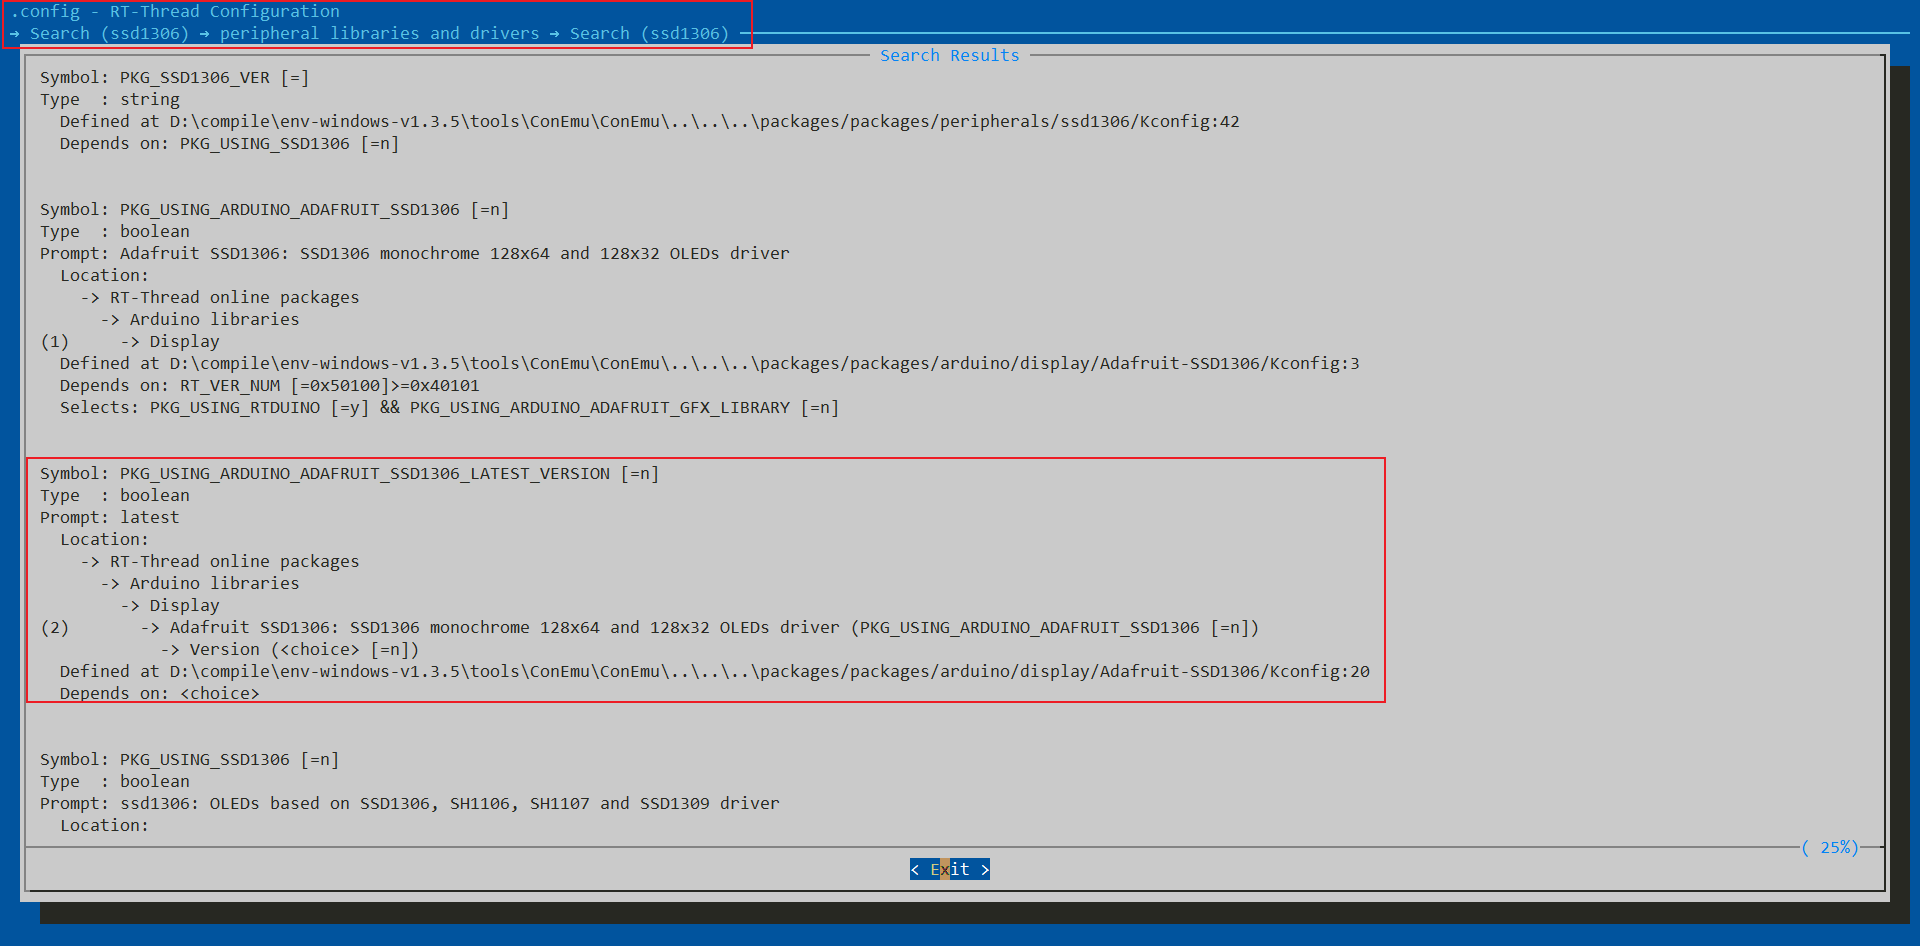 .config - RT-Thread Configuration
→ Search (ssd1306) → peripheral libraries and drivers → Search (ssd1306)
Search Results
Symbol: PKG_SSD1306_VER [=]
Type  : string
Defined at D:\compile\env-windows-v1.3.5\tools\ConEmu\ConEmu\..\..\..\packages/packages/peripherals/ssd1306/Kconfig:42
Depends on: PKG_USING_SSD1306 [=n]
Symbol: PKG_USING_ARDUINO_ADAFRUIT_SSD1306 [=n]
Type  : boolean
Prompt: Adafruit SSD1306: SSD1306 monochrome 128x64 and 128x32 OLEDs driver
Location:
-> RT-Thread online packages
-> Arduino libraries
(1)     -> Display
Defined at D:\compile\env-windows-v1.3.5\tools\ConEmu\ConEmu\..\..\..\packages/packages/arduino/display/Adafruit-SSD1306/Kconfig:3
Depends on: RT_VER_NUM [=0x50100]>=0x40101
Selects: PKG_USING_RTDUINO [=y] && PKG_USING_ARDUINO_ADAFRUIT_GFX_LIBRARY [=n]
Symbol: PKG_USING_ARDUINO_ADAFRUIT_SSD1306_LATEST_VERSION [=n]
Type  : boolean
Prompt: latest
Location:
-> RT-Thread online packages
-> Arduino libraries
-> Display
(2)       -> Adafruit SSD1306: SSD1306 monochrome 128x64 and 128x32 OLEDs driver (PKG_USING_ARDUINO_ADAFRUIT_SSD1306 [=n])
-> Version (<choice> [=n])
Defined at D:\compile\env-windows-v1.3.5\tools\ConEmu\ConEmu\..\..\..\packages/packages/arduino/display/Adafruit-SSD1306/Kconfig:20
Depends on: <choice>
Symbol: PKG_USING_SSD1306 [=n]
Type  : boolean
Prompt: ssd1306: OLEDs based on SSD1306, SH1106, SH1107 and SSD1309 driver
Location:
( 25%)
< Exit >